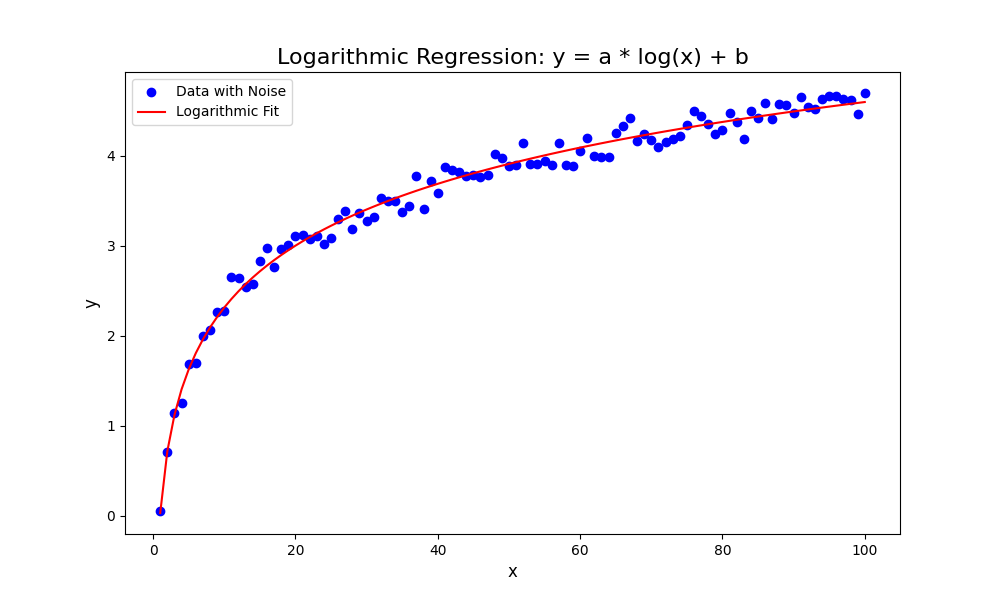 Logarithmic Regression: y = a * log(x) + b
Data with Noise
Logarithmic Fit
4
3
2
1
0
y
0 20 40 60 80 100
x